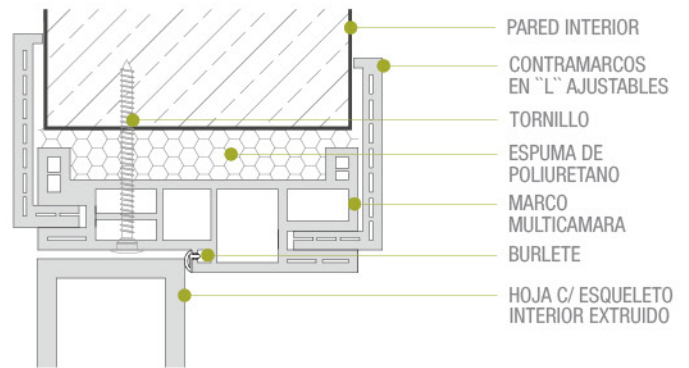 PARED INTERIOR
CONTRAMARCOS
EN ``L`` AJUSTABLES
TORNILLO
ESPUMA DE
POLIURETANO
MARCO
MULTICAMARA
BURLETE
HOJA C/ ESQUELETO
INTERIOR EXTRUIDO